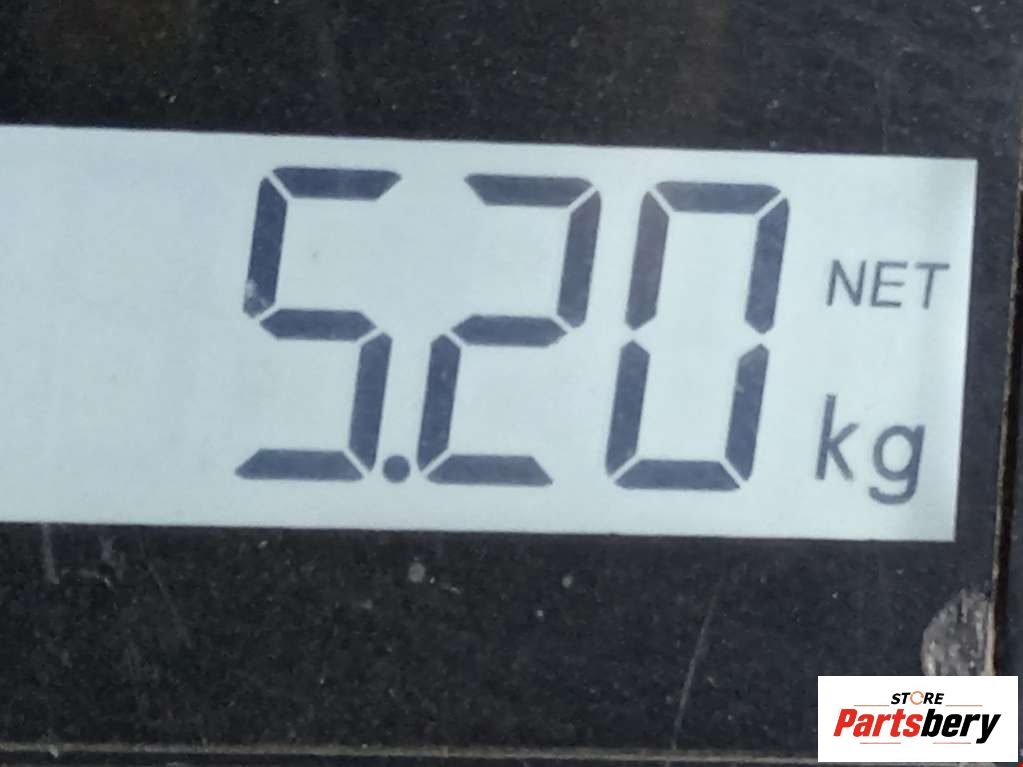 5.20 NET
kg
STORE
Partsbery